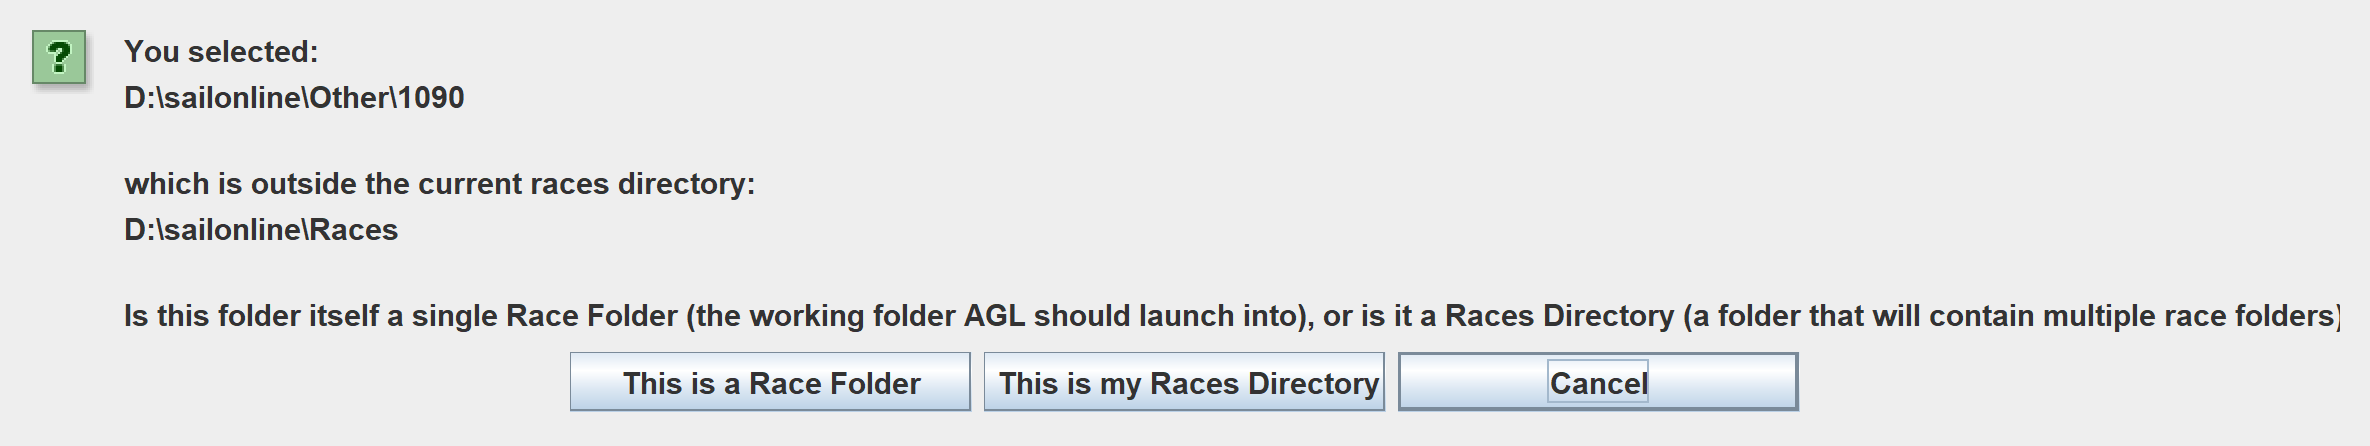 ?
You selected:
D:\sailonline\Other\1090
which is outside the current races directory:
D:\sailonline\Races
Is this folder itself a single Race Folder (the working folder AGL should launch into), or is it a Races Directory (a folder that will contain multiple race folders)
This is a Race Folder
This is my Races Directory
Cancel